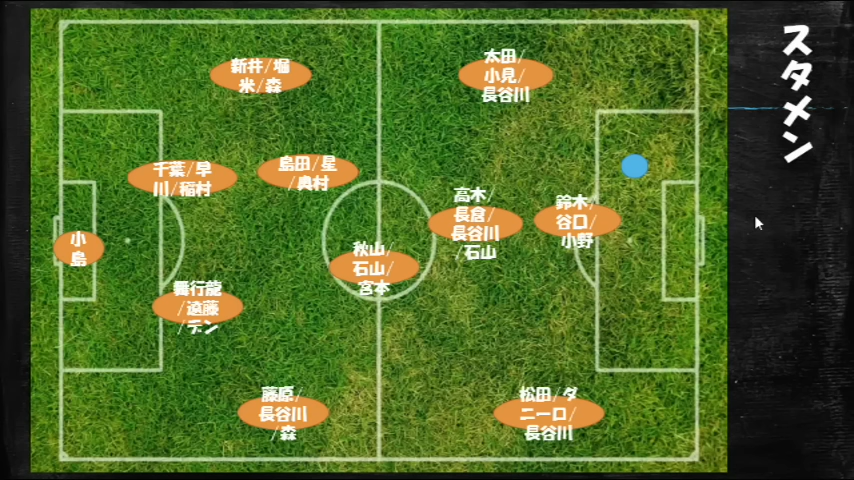 スタメン
新井/堀
米/森
太田/
小見/
長谷川
千葉/早
川/稲村
島田/星
/奥村
高木/
長倉/
長谷川
/石山
鈴木/
谷口/
小野
小
島
秋山/
石山/
宮本
舞行龍
/遠藤
/デン
藤原/
長谷川
/森
松田/ダ
ニーロ/
長谷川